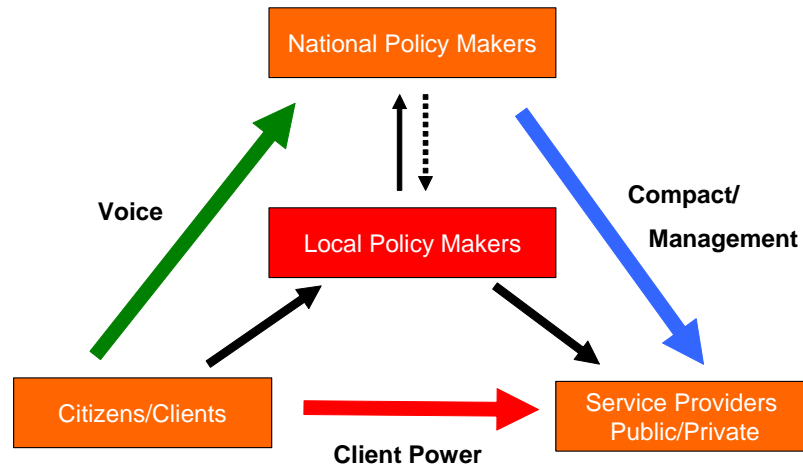 National Policy Makers
Voice
Compact/
Management
Local Policy Makers
Citizens/Clients
Service Providers
Public/Private
Client Power